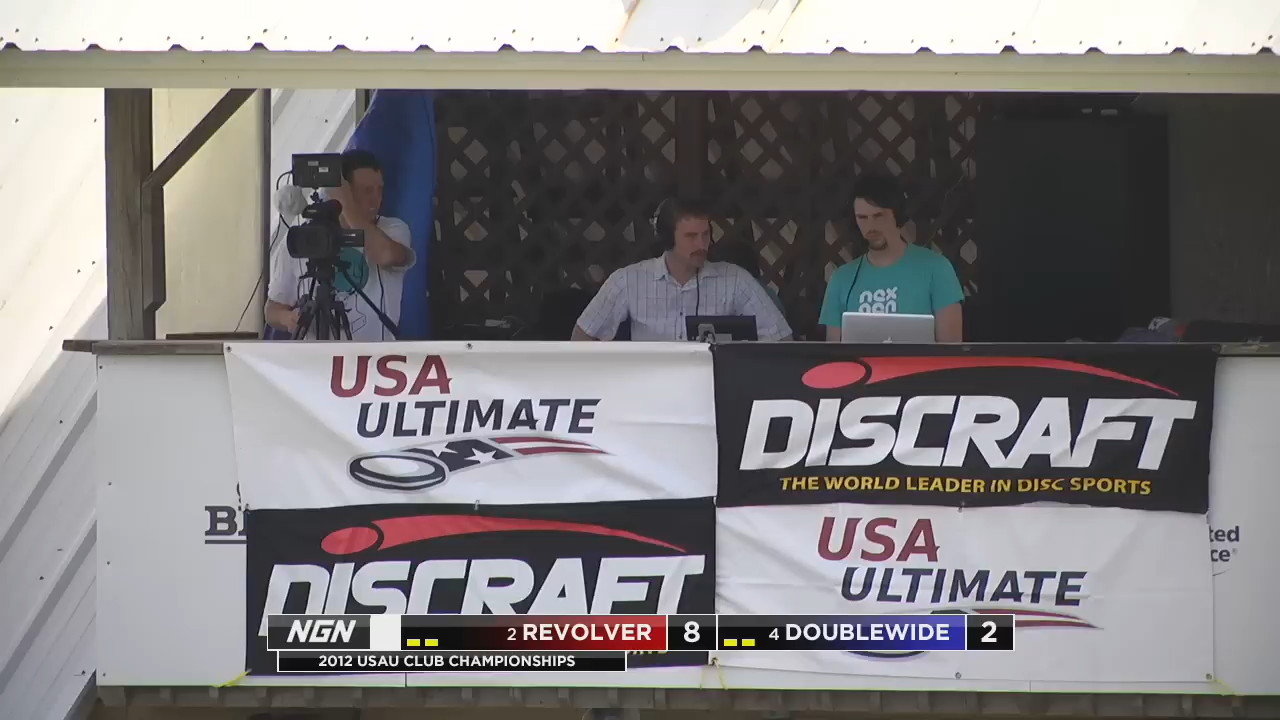 USA
ULTIMATE
DISCRAFT
THE WORLD LEADER IN DISC SPORTS
DISCRAFT
USA
ULTIMATE
NGN
2 REVOLVER 8
4 DOUBLEWIDE 2
2012 USAU CLUB CHAMPIONSHIPS